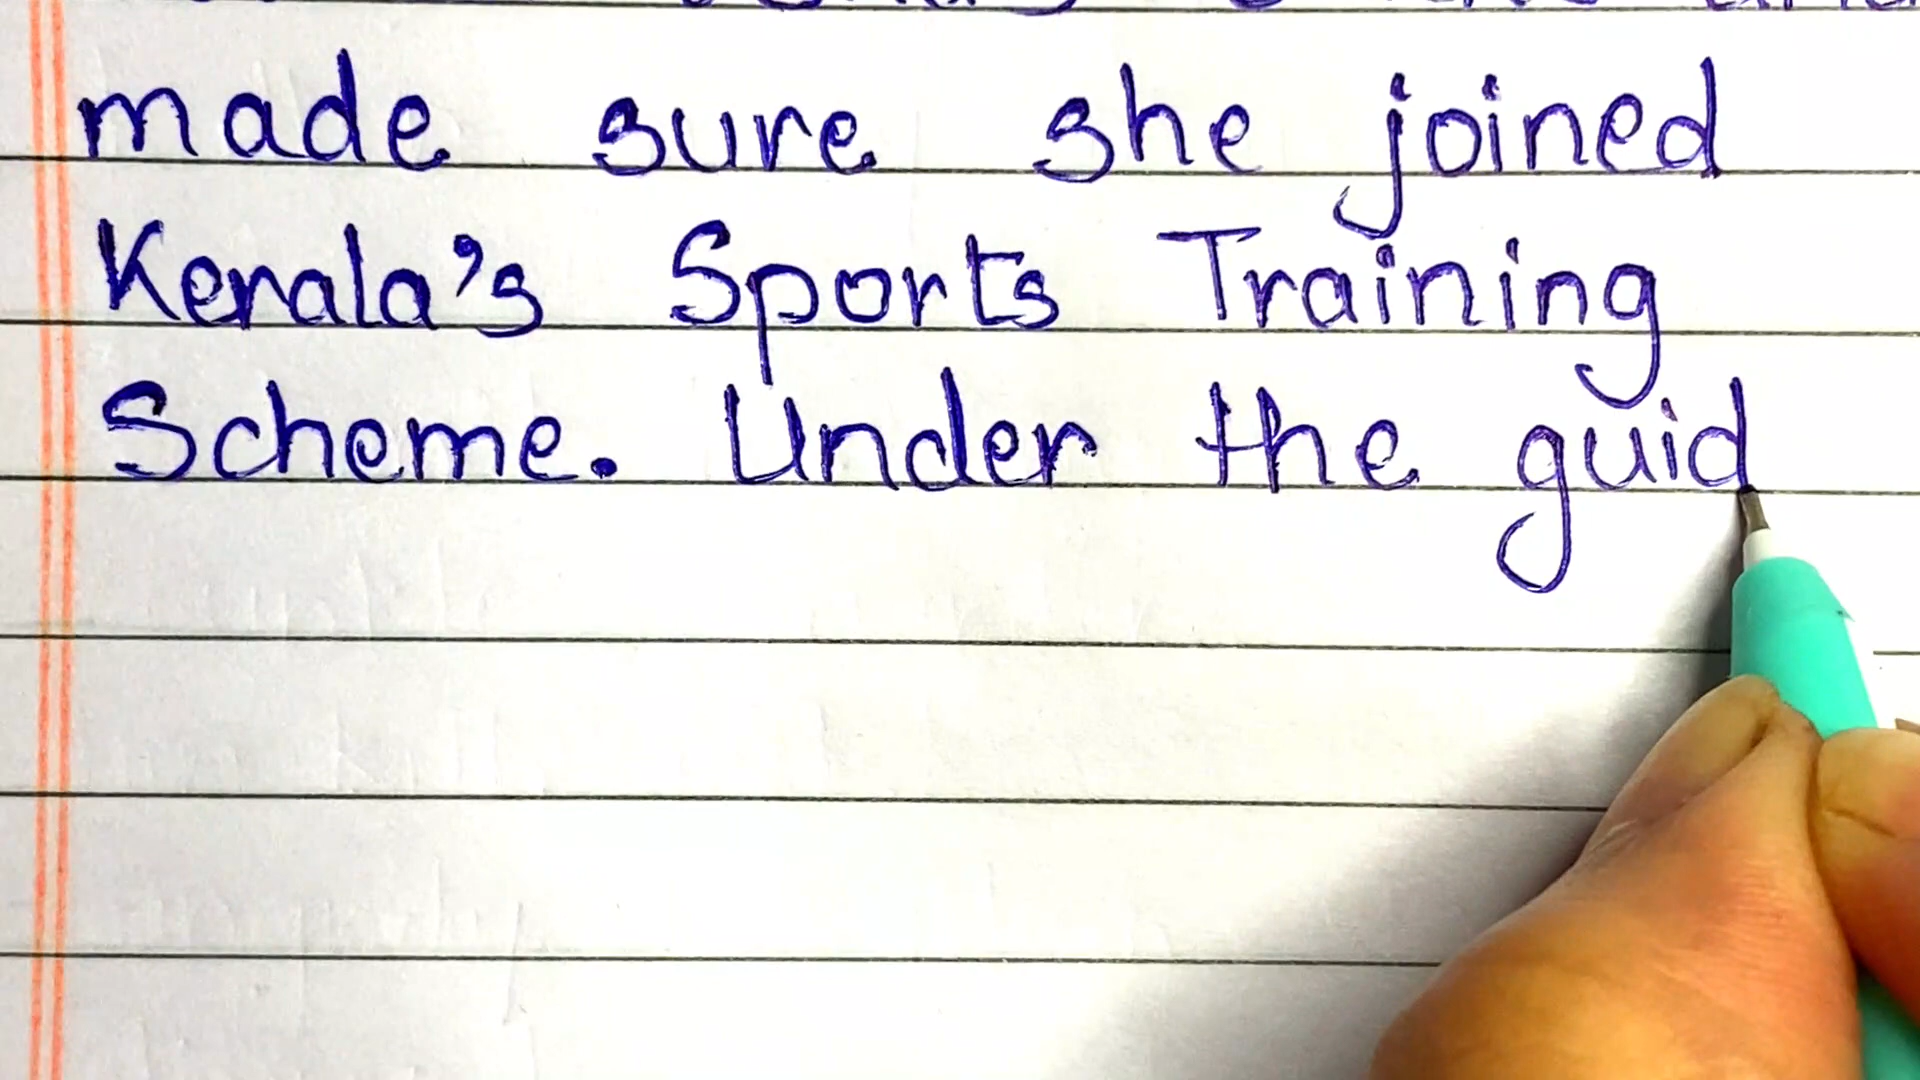 made sure she joined
Kerala's Sports Training
Scheme. Under the guid